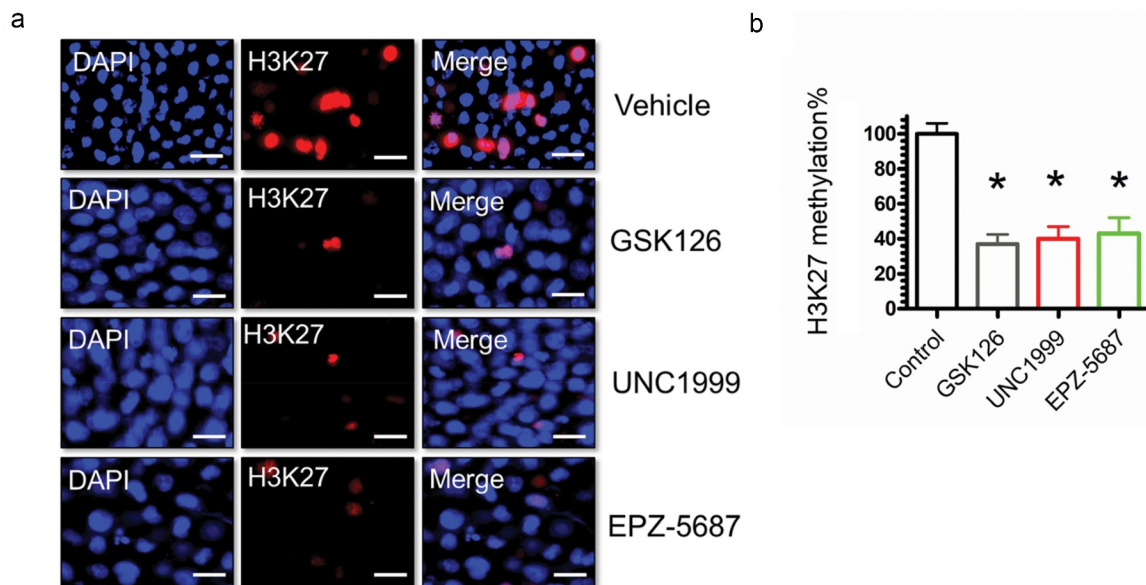 a
DAPI H3K27 Merge
Vehicle
DAPI H3K27 Merge
GSK126
DAPI H3K27 Merge
UNC1999
DAPI H3K27 Merge
EPZ-5687
b
H3K27 methylation%
100
80
60
40
20
0
* * *
Control
GSK126
UNC1999
EPZ-5687